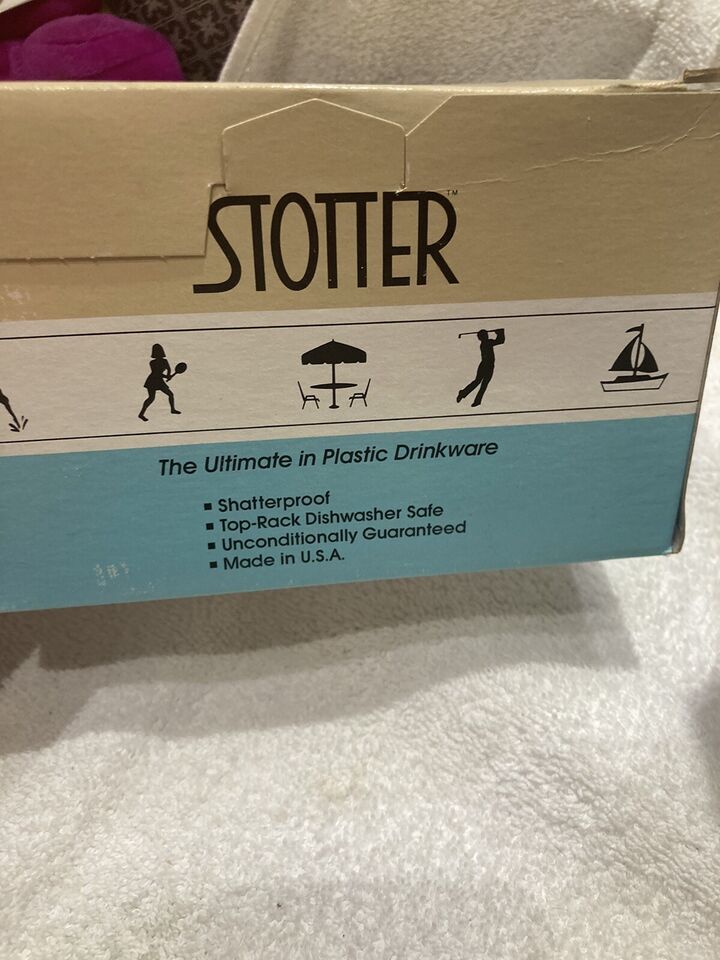 STOTTER™
The Ultimate in Plastic Drinkware
▪ Shatterproof
▪ Top-Rack Dishwasher Safe
▪ Unconditionally Guaranteed
▪ Made in U.S.A.